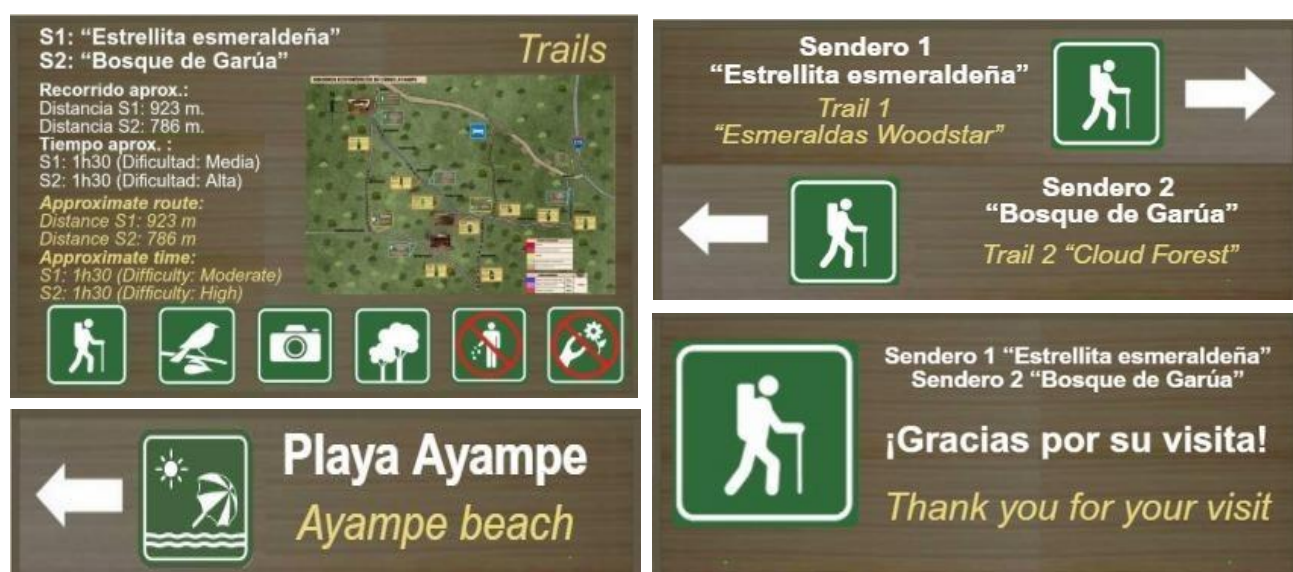 S1: “Estrellita esmeraldeña”
S2: “Bosque de Garúa”
Trails
Recorrido aprox.:
Distancia S1: 923 m.
Distancia S2: 786 m.
Tiempo aprox. :
S1: 1h30 (Dificultad: Media)
S2: 1h30 (Dificultad: Alta)
Approximate route:
Distance S1: 923 m
Distance S2: 786 m
Approximate time:
S1: 1h30 (Difficulty: Moderate)
S2: 1h30 (Difficulty: High)
Sendero 1
“Estrellita esmeraldeña”
Trail 1
“Esmeraldas Woodstar”
Sendero 2
“Bosque de Garúa”
Trail 2 “Cloud Forest”
Playa Ayampe
Ayampe beach
Sendero 1 “Estrellita esmeraldeña”
Sendero 2 “Bosque de Garúa”
¡Gracias por su visita!
Thank you for your visit